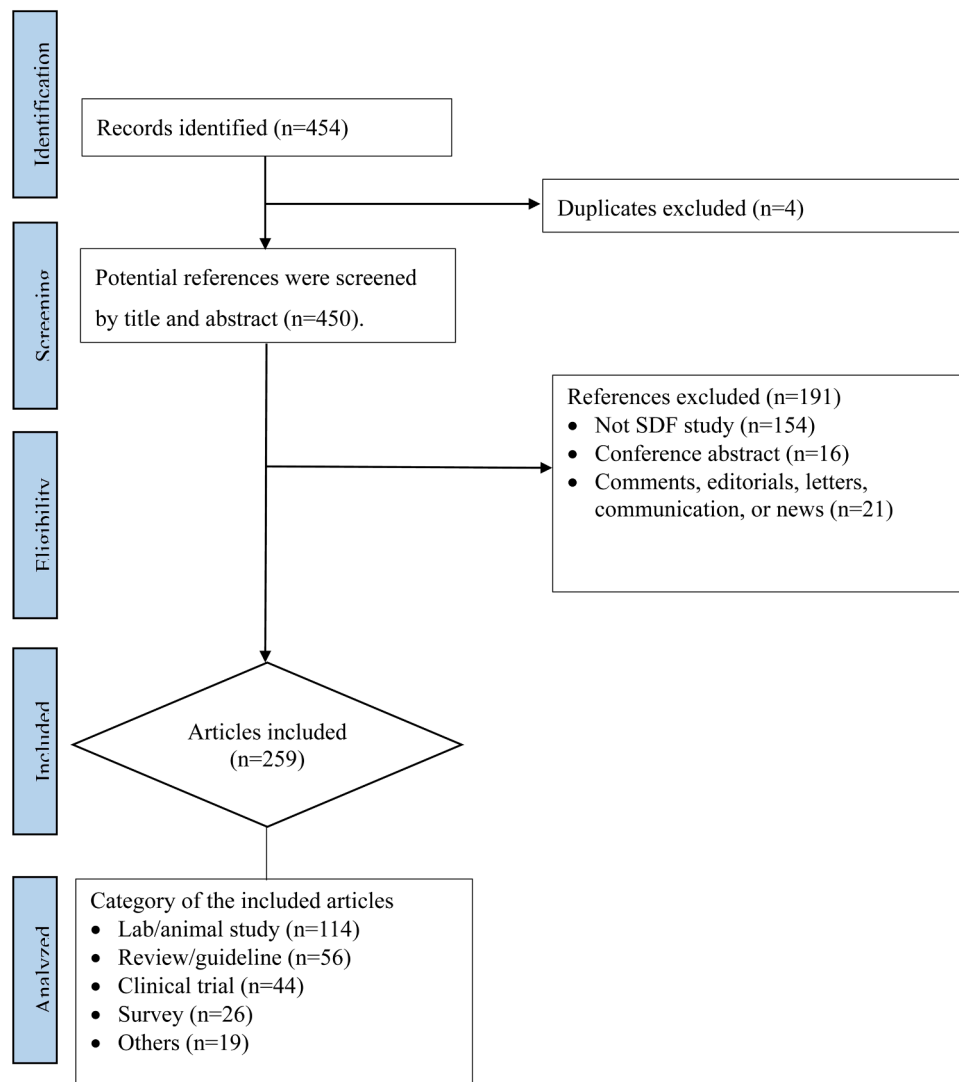 Identification
Records identified (n=454)
Duplicates excluded (n=4)
Screening
Potential references were screened
by title and abstract (n=450).
References excluded (n=191)
• Not SDF study (n=154)
• Conference abstract (n=16)
• Comments, editorials, letters,
communication, or news (n=21)
Eligibility
Included
Articles included
(n=259)
Analyzed
Category of the included articles
• Lab/animal study (n=114)
• Review/guideline (n=56)
• Clinical trial (n=44)
• Survey (n=26)
• Others (n=19)